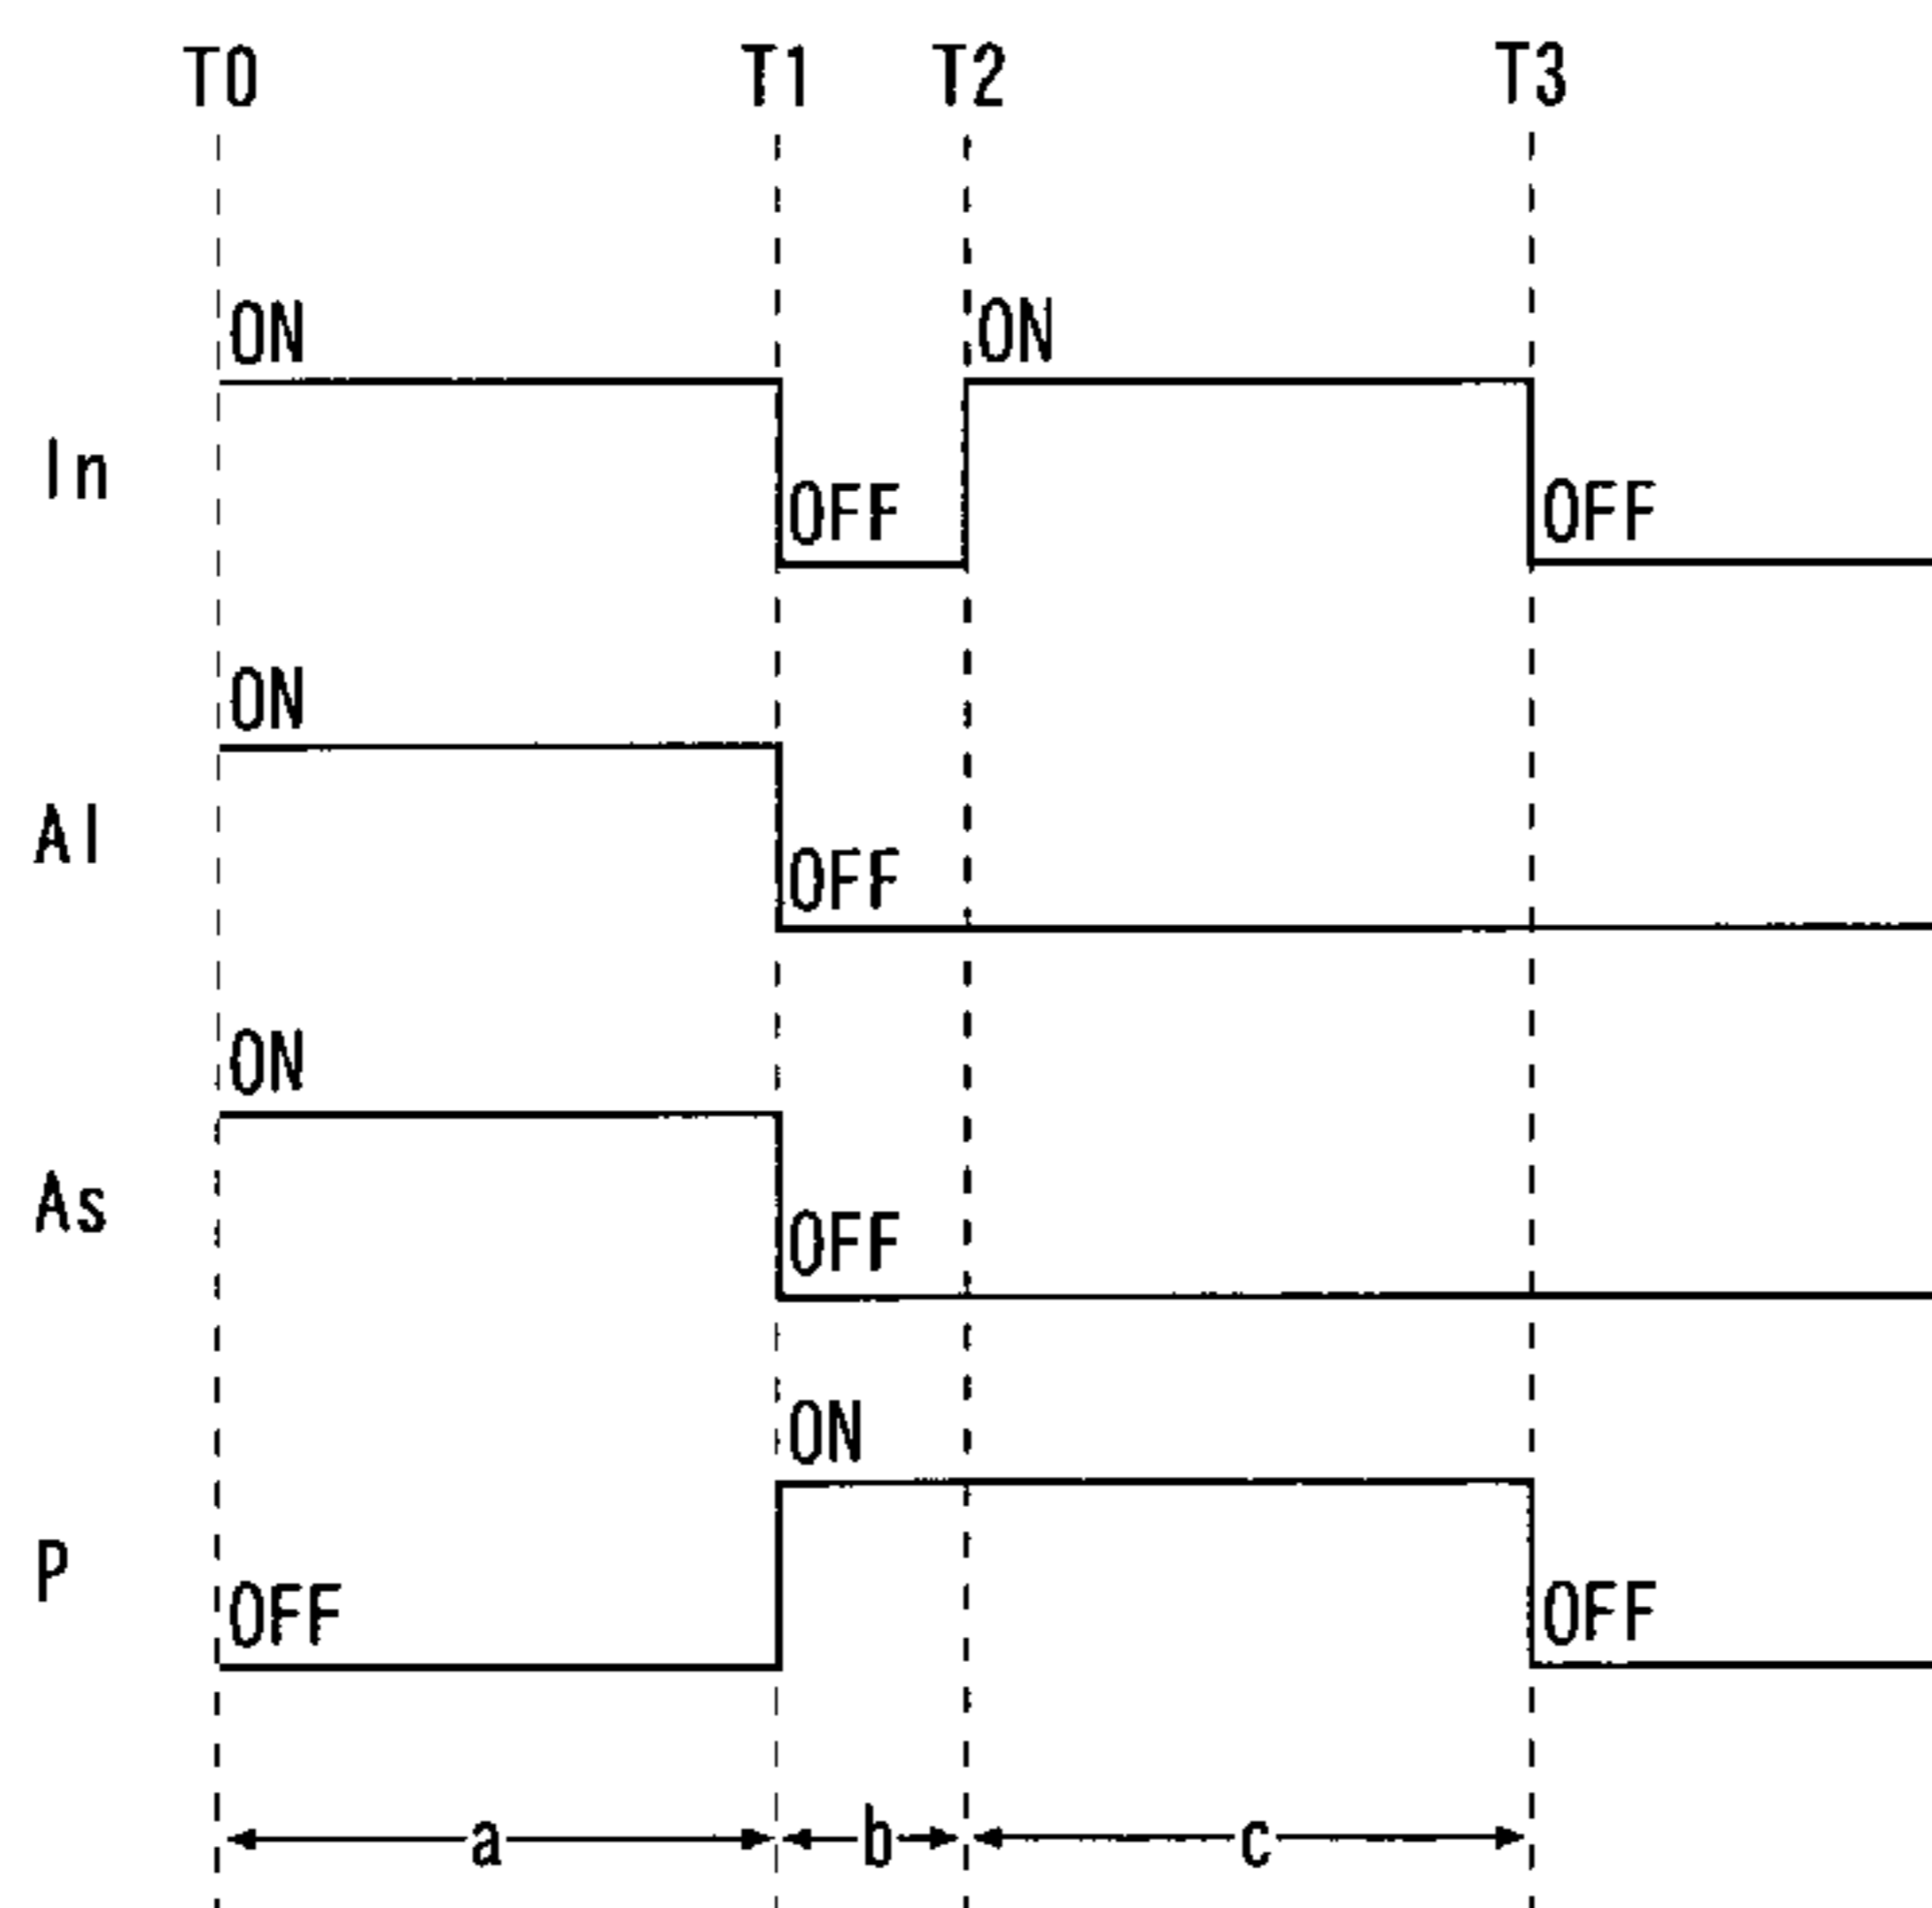 T0 T1 T2 T3
ON ON
In OFF OFF
ON
Al OFF
ON
As OFF
ON
P OFF OFF
a b c